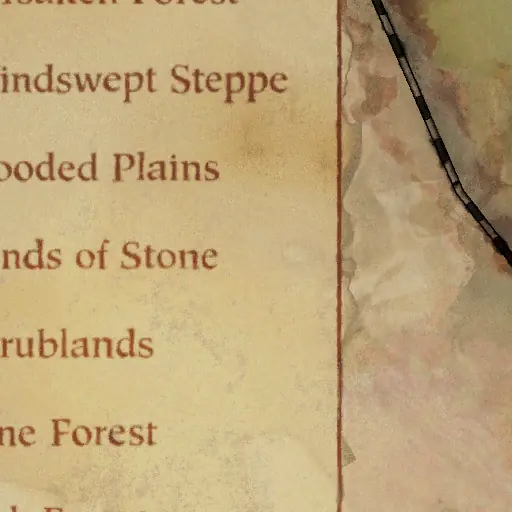 indswept Steppe
ooded Plains
nds of Stone
rublands
ne Forest